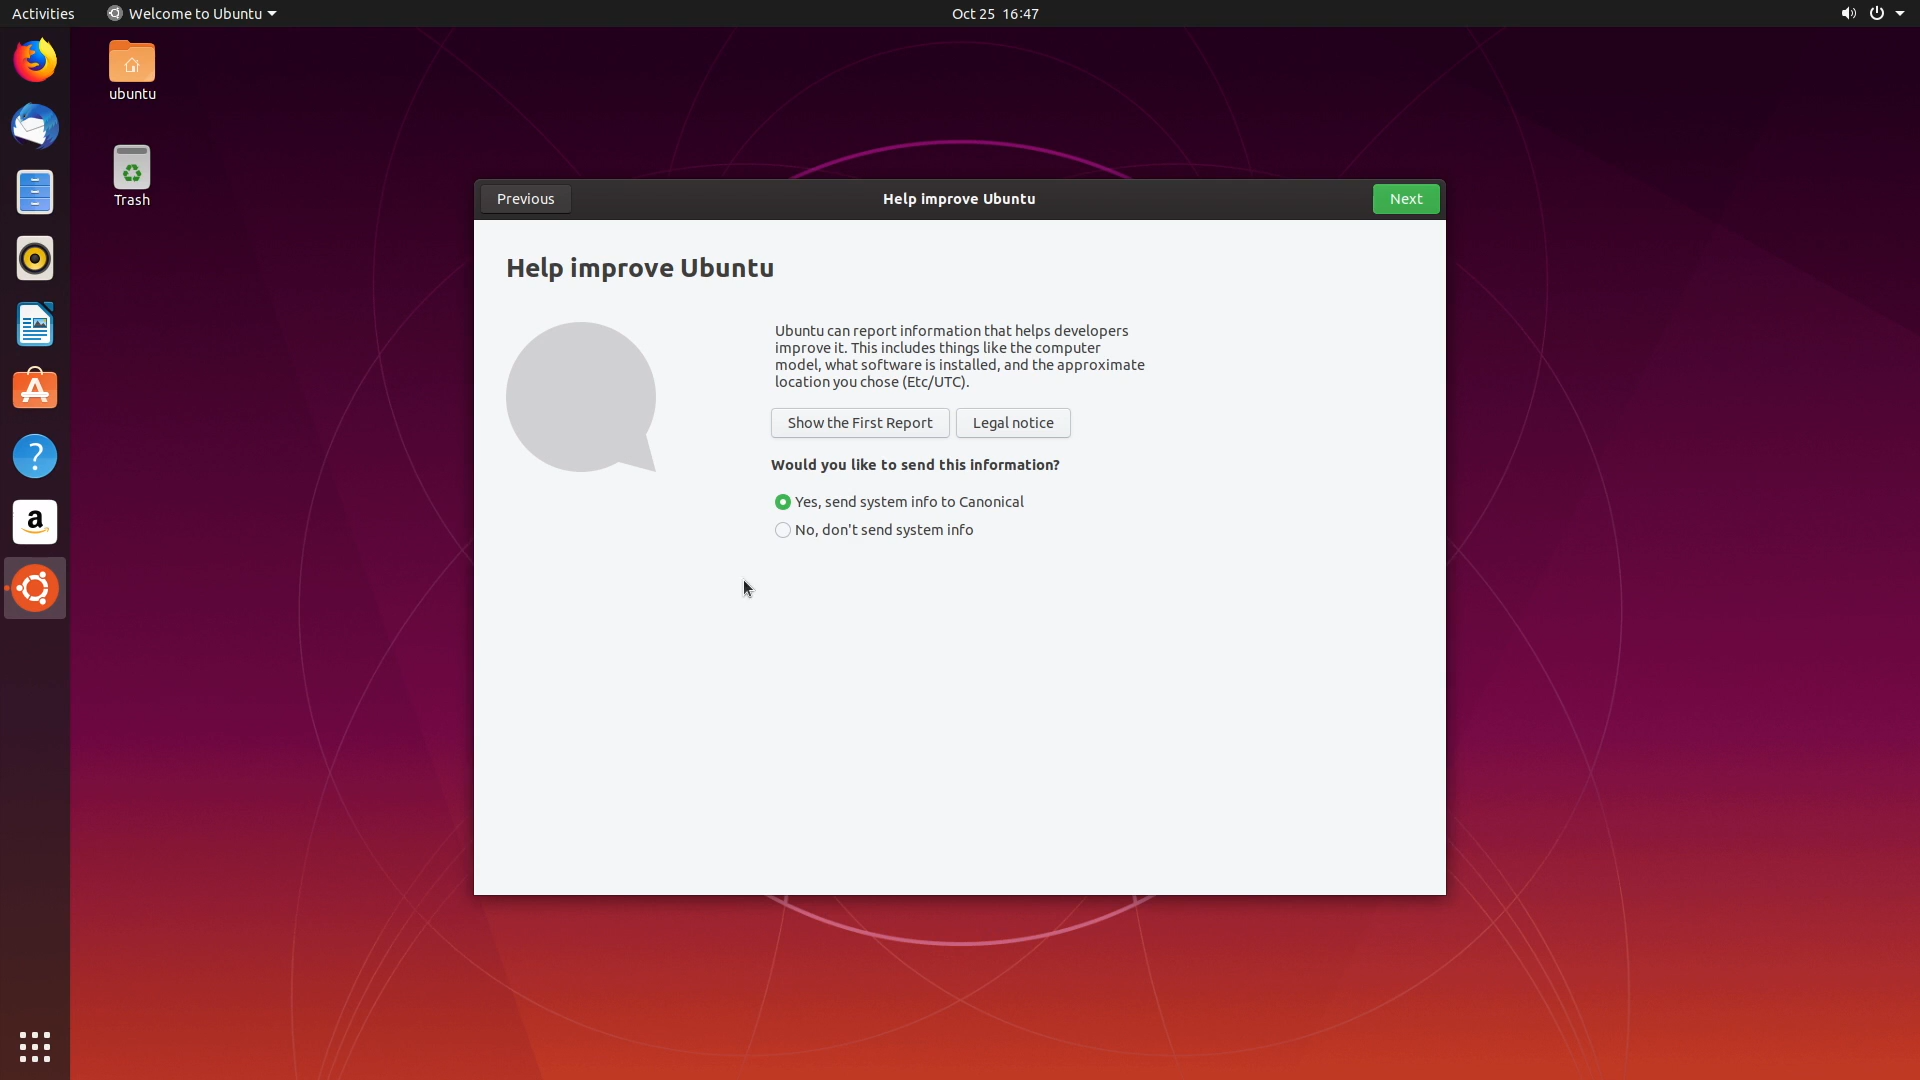 Activities
Welcome to Ubuntu
Oct 25 16:47
ubuntu
Trash
Previous
Help improve Ubuntu
Next
Help improve Ubuntu
Ubuntu can report information that helps developers
improve it. This includes things like the computer
model, what software is installed, and the approximate
location you chose (Etc/UTC).
Show the First Report
Legal notice
Would you like to send this information?
Yes, send system info to Canonical
No, don't send system info